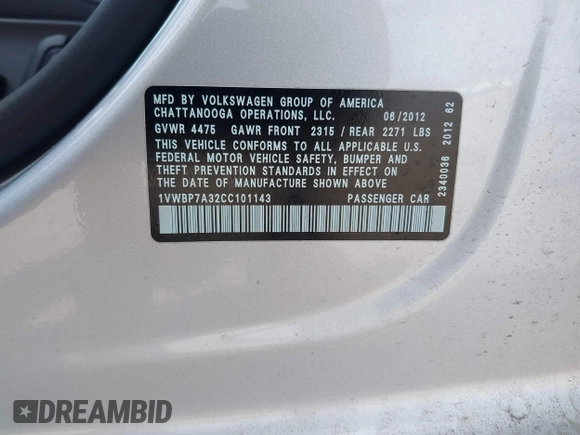 MFD BY VOLKSWAGEN GROUP OF AMERICA
CHATTANOOGA OPERATIONS, LLC. 06/2012
GVWR 4475 GAWR FRONT 2315 / REAR 2271 LBS
THIS VEHICLE CONFORMS TO ALL APPLICABLE U.S.
FEDERAL MOTOR VEHICLE SAFETY, BUMPER AND
THEFT PREVENTION STANDARDS IN EFFECT ON
THE DATE OF MANUFACTURE SHOWN ABOVE
1VWBP7A32CC101143 PASSENGER CAR
2340036 2012 62
DREAMBID